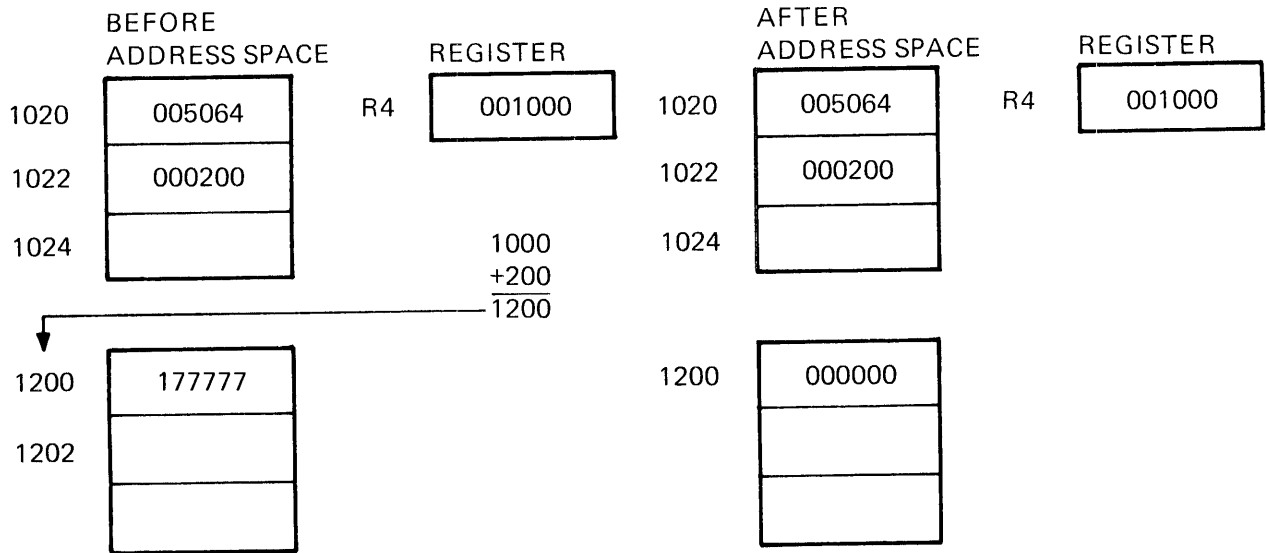 BEFORE
ADDRESS SPACE
REGISTER
1020
005064
R4
001000
1022
000200
1024
1000
+200
1200
1200
177777
1202
AFTER
ADDRESS SPACE
REGISTER
1020
005064
R4
001000
1022
000200
1024
1200
000000